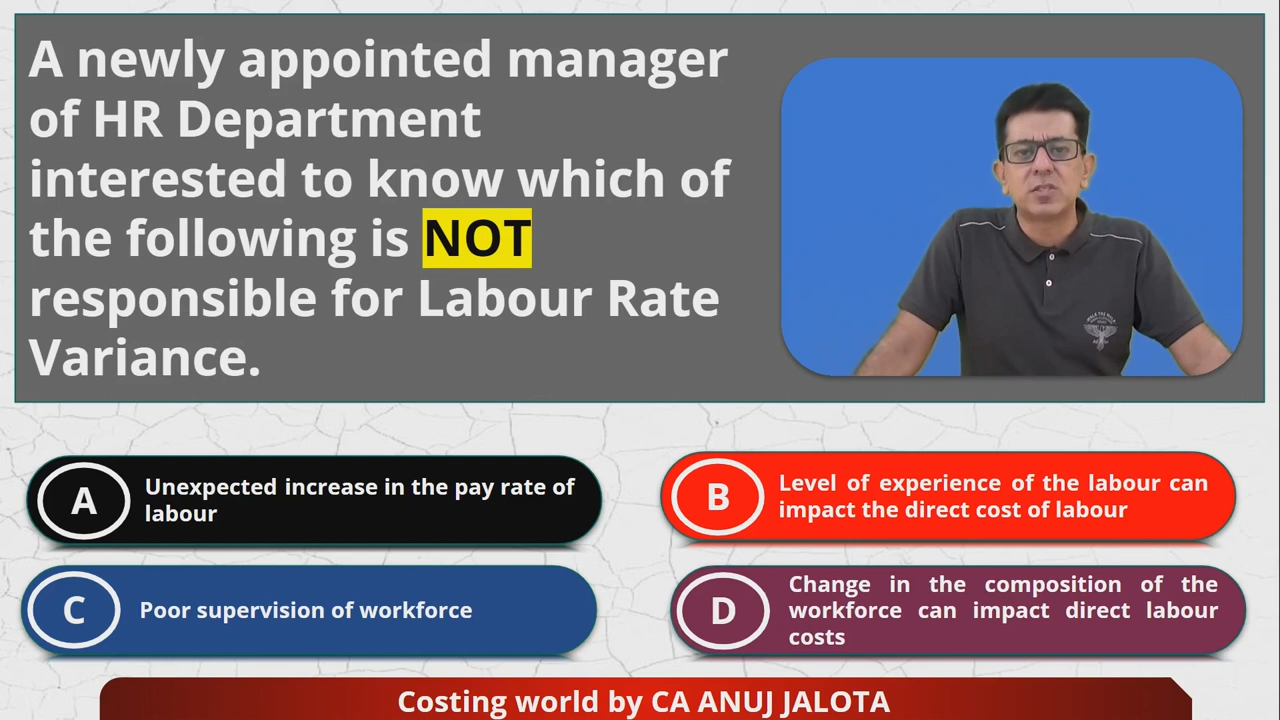 A newly appointed manager
of HR Department
interested to know which of
the following is NOT
responsible for Labour Rate
Variance.
A
Unexpected increase in the pay rate of
labour
B
Level of experience of the labour can
impact the direct cost of labour
C
Poor supervision of workforce
D
Change in the composition of the
workforce can impact direct labour
costs
Costing world by CA ANUJ JALOTA